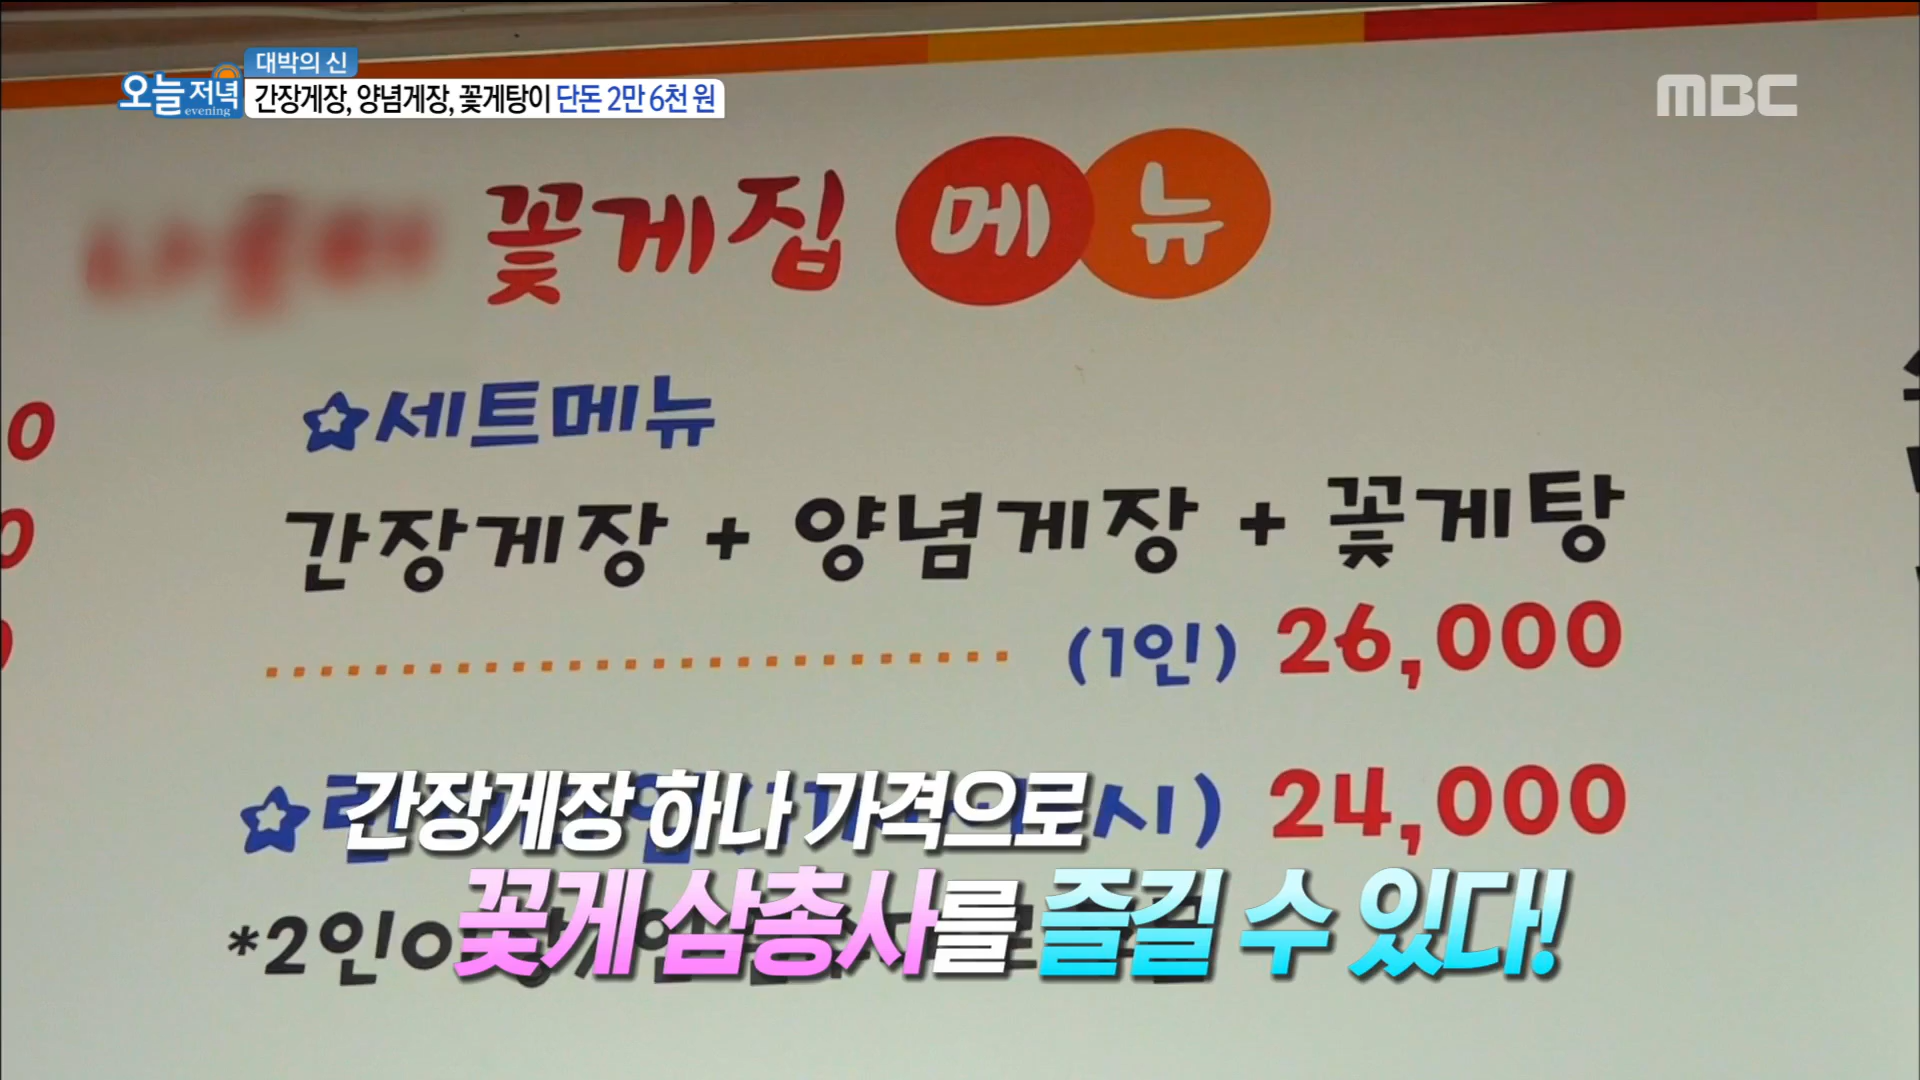 대박의 신
오늘저녁 evening
간장게장, 양념게장, 꽃게탕이 단돈 2만 6천 원
MBC
꽃게집 메뉴
☆세트메뉴
간장게장 + 양념게장 + 꽃게탕
(1인) 26,000
시) 24,000
간장게장 하나 가격으로
*2인
꽃게 삼총사를 즐길 수 있다!